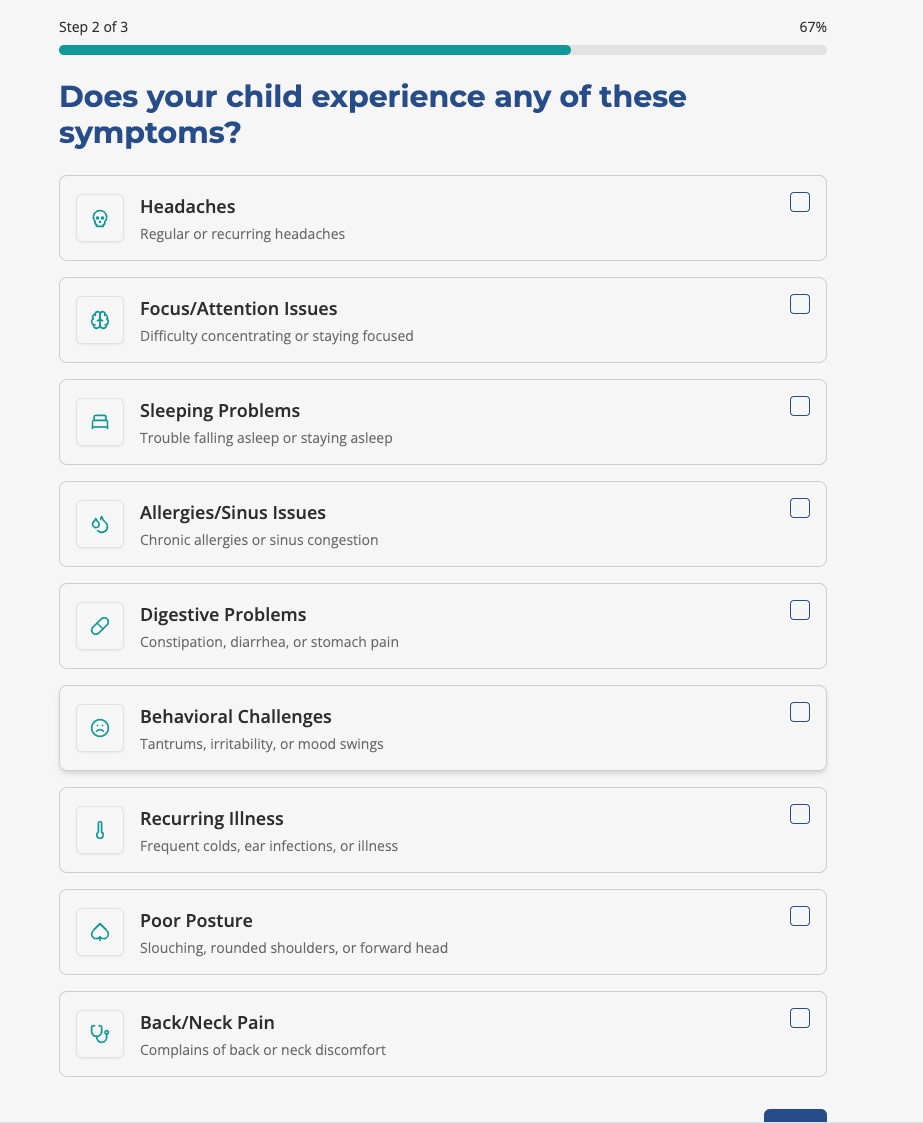 Step 2 of 3
67%
Does your child experience any of these
symptoms?
Headaches
Regular or recurring headaches
Focus/Attention Issues
Difficulty concentrating or staying focused
Sleeping Problems
Trouble falling asleep or staying asleep
Allergies/Sinus Issues
Chronic allergies or sinus congestion
Digestive Problems
Constipation, diarrhea, or stomach pain
Behavioral Challenges
Tantrums, irritability, or mood swings
Recurring Illness
Frequent colds, ear infections, or illness
Poor Posture
Slouching, rounded shoulders, or forward head
Back/Neck Pain
Complains of back or neck discomfort